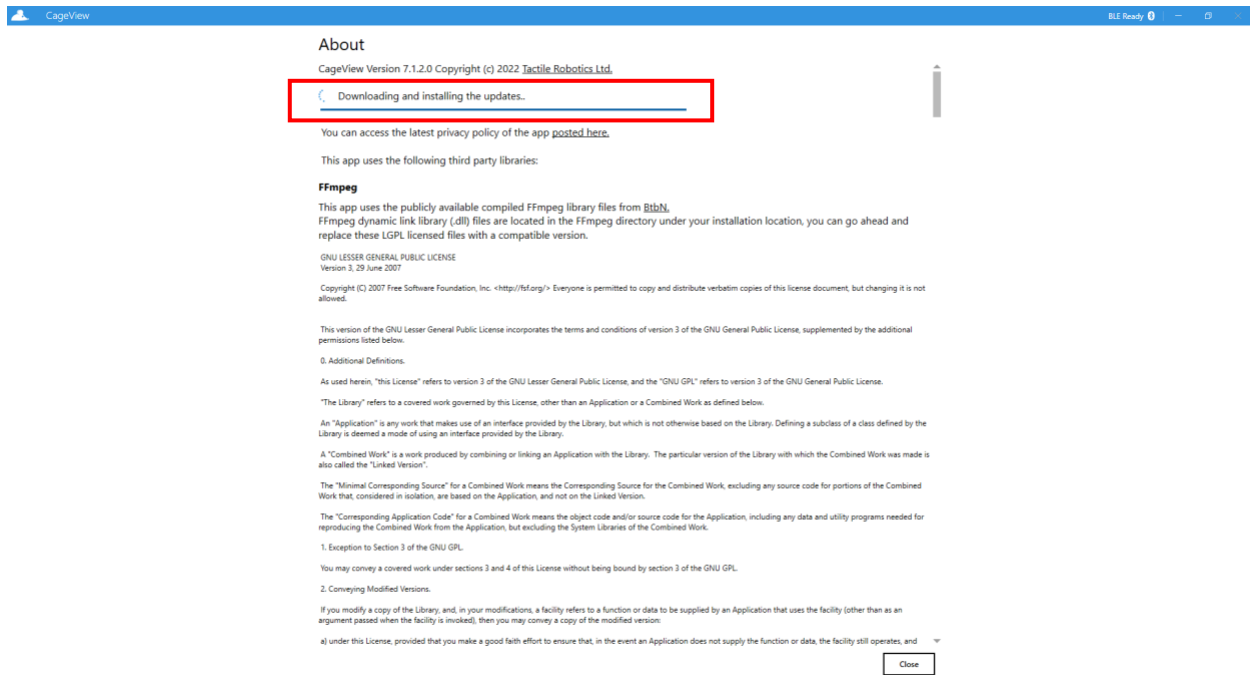 CageView
BLE Ready
About
CageView Version 7.1.2.0 Copyright (c) 2022 Tactile Robotics Ltd.
Downloading and installing the updates..
You can access the latest privacy policy of the app posted here.
This app uses the following third party libraries:
FFmpeg
This app uses the publicly available compiled FFmpeg library files from BtbN.
FFmpeg dynamic link library (.dll) files are located in the FFmpeg directory under your installation location, you can go ahead and
replace these LGPL licensed files with a compatible version.
GNU LESSER GENERAL PUBLIC LICENSE
Version 3, 29 June 2007
Copyright (C) 2007 Free Software Foundation, Inc. <http://fsf.org/> Everyone is permitted to copy and distribute verbatim copies of this license document, but changing it is not
allowed.
This version of the GNU Lesser General Public License incorporates the terms and conditions of version 3 of the GNU General Public License, supplemented by the additional
permissions listed below.
0. Additional Definitions.
As used herein, "this License" refers to version 3 of the GNU Lesser General Public License, and the "GNU GPL" refers to version 3 of the GNU General Public License.
"The Library" refers to a covered work governed by this License, other than an Application or a Combined Work as defined below.
An "Application" is any work that makes use of an interface provided by the Library, but which is not otherwise based on the Library. Defining a subclass of a class defined by the
Library is deemed a mode of using an interface provided by the Library.
A "Combined Work" is a work produced by combining or linking an Application with the Library. The particular version of the Library with which the Combined Work was made is
also called the "Linked Version".
The "Minimal Corresponding Source" for a Combined Work means the Corresponding Source for the Combined Work, excluding any source code for portions of the Combined
Work that, considered in isolation, are based on the Application, and not on the Linked Version.
The "Corresponding Application Code" for a Combined Work means the object code and/or source code for the Application, including any data and utility programs needed for
reproducing the Combined Work from the Application, but excluding the System Libraries of the Combined Work.
1. Exception to Section 3 of the GNU GPL.
You may convey a covered work under sections 3 and 4 of this License without being bound by section 3 of the GNU GPL.
2. Conveying Modified Versions.
If you modify a copy of the Library, and, in your modifications, a facility refers to a function or data to be supplied by an Application that uses the facility (other than as an
argument passed when the facility is invoked), then you may convey a copy of the modified version:
a) under this License, provided that you make a good faith effort to ensure that, in the event an Application does not supply the function or data, the facility still operates, and
Close